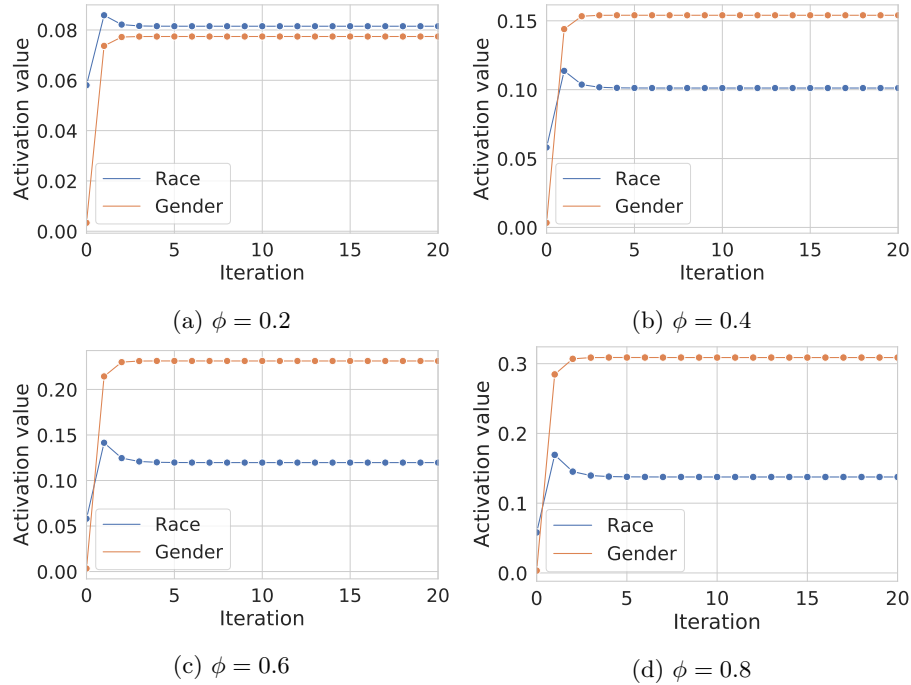 Activation value
0.08
0.06
0.04
0.02
0.00
Race
Gender
0 5 10 15 20
Iteration
(a) ϕ = 0.2
Activation value
0.15
0.10
0.05
0.00
Race
Gender
0 5 10 15 20
Iteration
(b) ϕ = 0.4
Activation value
0.20
0.15
0.10
0.05
0.00
Race
Gender
0 5 10 15 20
Iteration
(c) ϕ = 0.6
Activation value
0.3
0.2
0.1
0.0
Race
Gender
0 5 10 15 20
Iteration
(d) ϕ = 0.8